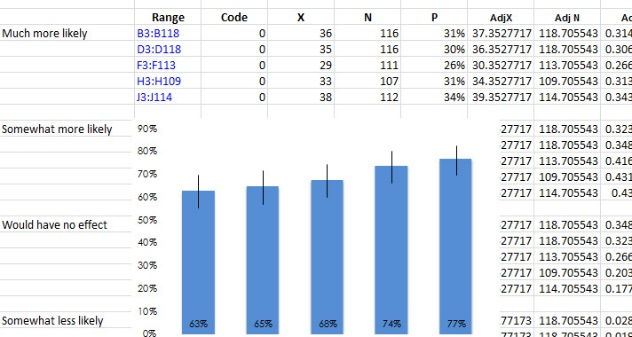 Range Code X N P AdjX Adj N
Much more likely B3:B118 0 36 116 31% 37.3527717 118.705543 0.314
D3:D118 0 35 116 30% 36.3527718 118.705543 0.306
F3:F113 0 29 111 26% 30.3527717 113.705543 0.266
H3:H109 0 33 107 31% 34.3527717 109.705543 0.313
J3:J114 0 38 112 34% 39.3527717 114.705543 0.343
Somewhat more likely 90% 27717 118.705543 0.323
80% 27717 118.705543 0.348
70% 27717 113.705543 0.416
27717 109.705543 0.431
60% 27717 114.705543 0.43
50%
Would have no effect 27717 118.705543 0.348
40% 27717 118.705543 0.323
30% 27717 113.705543 0.266
27717 109.705543 0.203
20% 27717 114.705543 0.177
10%
Somewhat less likely 63% 65% 68% 74% 77% 77173 118.705543 0.028
0%